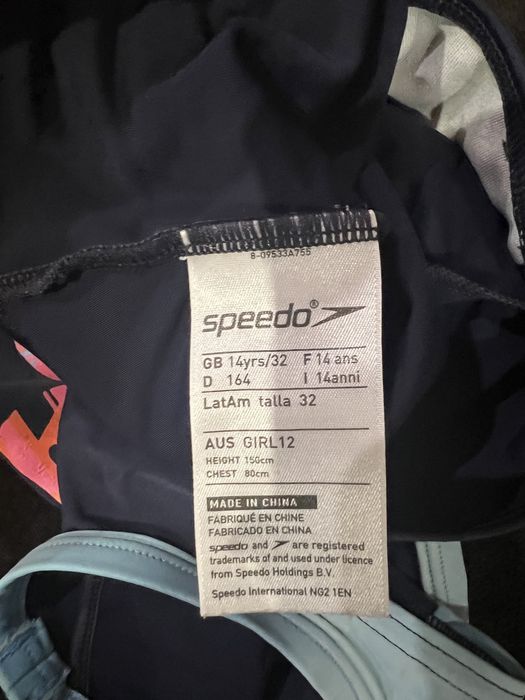 8-09533A755
speedo®
GB 14yrs/32 F 14 ans
D 164 I 14anni
LatAm talla 32
AUS GIRL12
HEIGHT 150cm
CHEST 80cm
MADE IN CHINA
FABRIQUÉ EN CHINE
FABRICADO EN CHINA
speedo and are registered
trademarks of and used under licence
from Speedo Holdings B.V.
Speedo International NG2 1EN